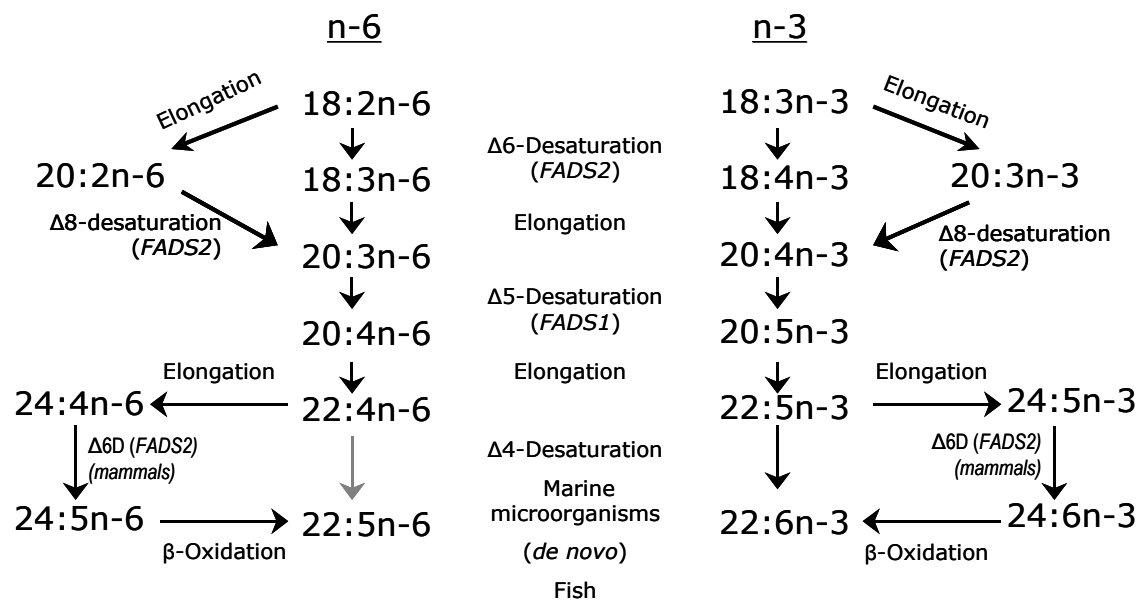 n-6
n-3
Elongation
18:2n-6
18:3n-3
Elongation
Δ6-Desaturation
(FADS2)
20:2n-6
18:3n-6
18:4n-3
20:3n-3
Δ8-desaturation
(FADS2)
Elongation
Δ8-desaturation
(FADS2)
20:3n-6
20:4n-3
Δ5-Desaturation
(FADS1)
20:4n-6
20:5n-3
Elongation
Elongation
Elongation
24:4n-6
22:4n-6
22:5n-3
24:5n-3
Δ6D (FADS2)
(mammals)
Δ4-Desaturation
Δ6D (FADS2)
(mammals)
Marine
microorganisms
24:5n-6
22:5n-6
22:6n-3
24:6n-3
β-Oxidation
(de novo)
β-Oxidation
Fish